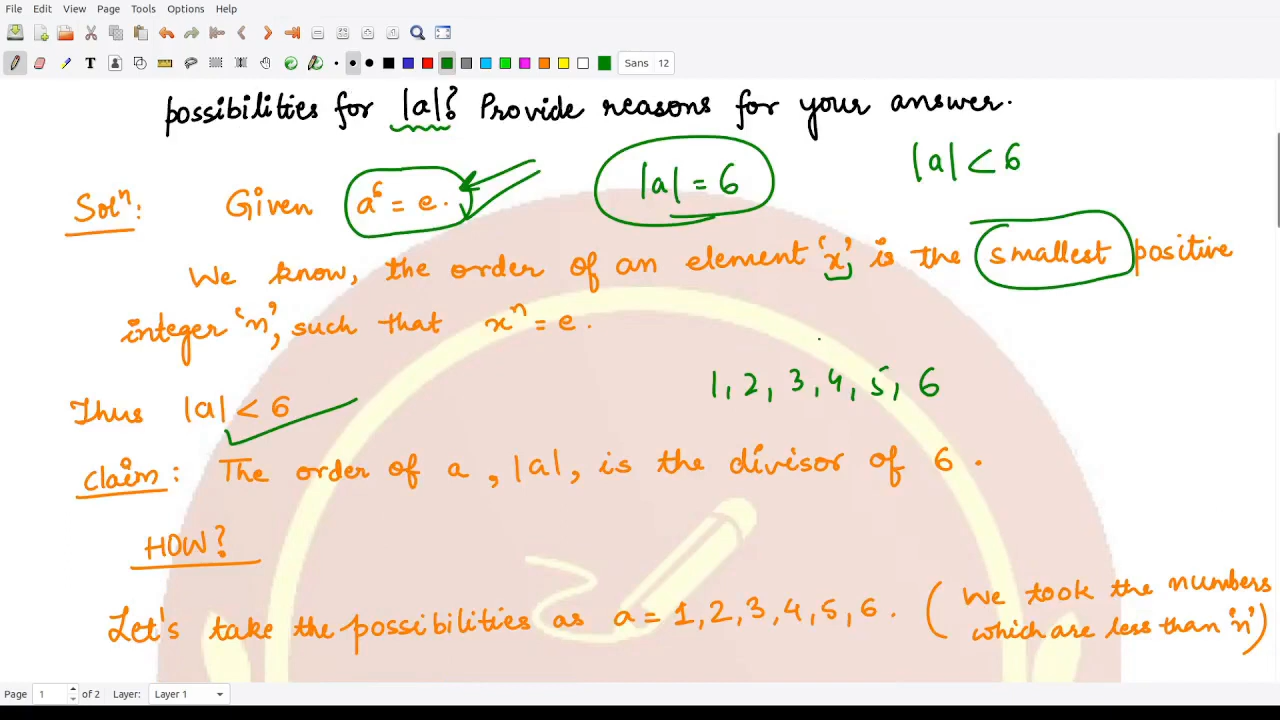 File Edit View Journal Page Tools Options Help
Sans 12
possibilities for |a|? Provide reasons for your answer.
|a| < 6
|a| = 6
Solⁿ: Given a⁶ = e.
We know, the order of an element 'x' is the smallest positive
integer 'n', such that xⁿ = e.
1, 2, 3, 4, 5, 6
Thus |a| < 6
Claim: The order of a, |a|, is the divisor of 6.
HOW?
Let's take the possibilities as a = 1, 2, 3, 4, 5, 6. (We took the numbers
which are less than 'n')
Page 1 of 2 Layer: Layer 1